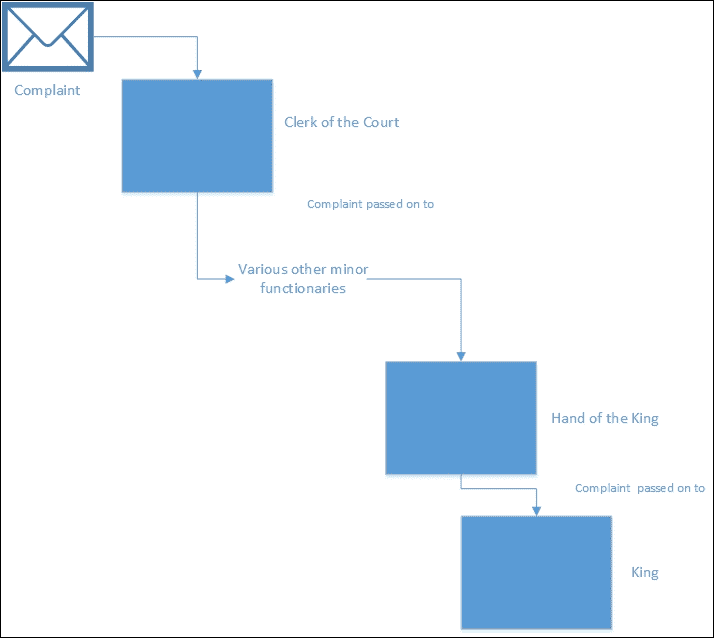 Complaint
Clerk of the Court
Complaint passed on to
Various other minor
functionaries
Hand of the King
Complaint passed on to
King